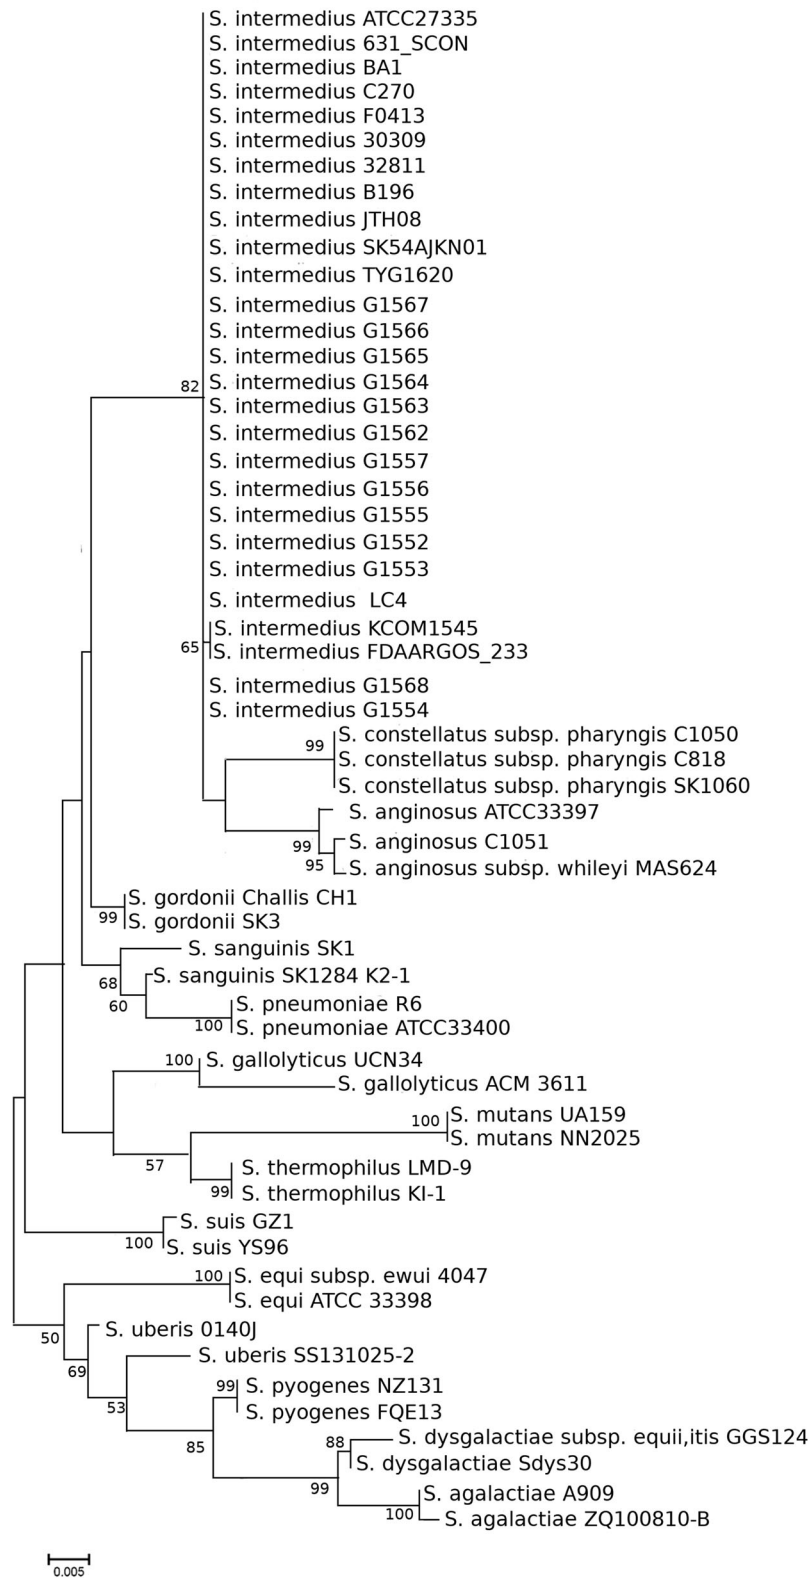 S. intermedius ATCC27335
S. intermedius 631_SCON
S. intermedius BA1
S. intermedius C270
S. intermedius F0413
S. intermedius 30309
S. intermedius 32811
S. intermedius B196
S. intermedius JTH08
S. intermedius SK54AJKN01
S. intermedius TYG1620
S. intermedius G1567
S. intermedius G1566
S. intermedius G1565
82 S. intermedius G1564
S. intermedius G1563
S. intermedius G1562
S. intermedius G1557
S. intermedius G1556
S. intermedius G1555
S. intermedius G1552
S. intermedius G1553
S. intermedius LC4
S. intermedius KCOM1545
65 S. intermedius FDAARGOS_233
S. intermedius G1568
S. intermedius G1554
S. constellatus subsp. pharyngis C1050
99 S. constellatus subsp. pharyngis C818
S. constellatus subsp. pharyngis SK1060
S. anginosus ATCC33397
99 S. anginosus C1051
95 S. anginosus subsp. whileyi MAS624
S. gordonii Challis CH1
99 S. gordonii SK3
S. sanguinis SK1
68 S. sanguinis SK1284 K2-1
60 S. pneumoniae R6
100 S. pneumoniae ATCC33400
100 S. gallolyticus UCN34
S. gallolyticus ACM 3611
100 S. mutans UA159
S. mutans NN2025
57 S. thermophilus LMD-9
99 S. thermophilus KI-1
S. suis GZ1
100 S. suis YS96
100 S. equi subsp. ewui 4047
S. equi ATCC 33398
50 S. uberis 0140J
69 S. uberis SS131025-2
99 S. pyogenes NZ131
53 S. pyogenes FQE13
85 88 S. dysgalactiae subsp. equii,itis GGS124
S. dysgalactiae Sdys30
99 S. agalactiae A909
100 S. agalactiae ZQ100810-B
0.005